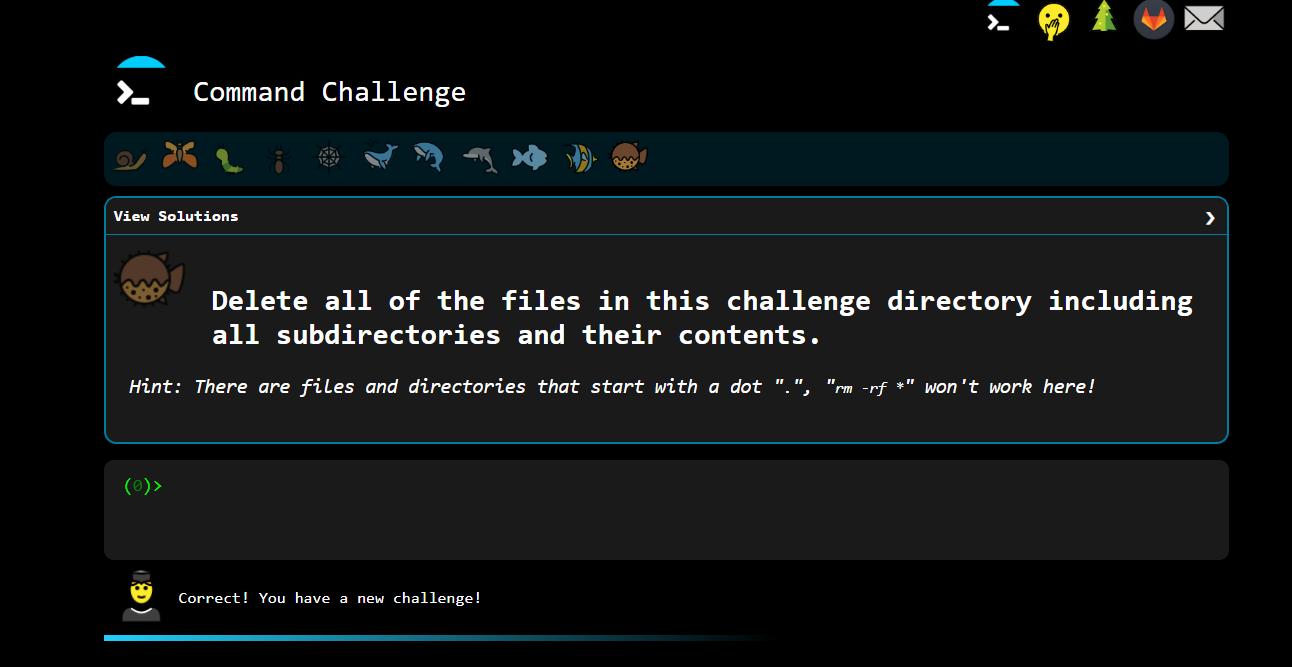 Command Challenge
View Solutions
Delete all of the files in this challenge directory including
all subdirectories and their contents.
Hint: There are files and directories that start with a dot ".", "rm -rf *" won't work here!
(0)>
Correct! You have a new challenge!